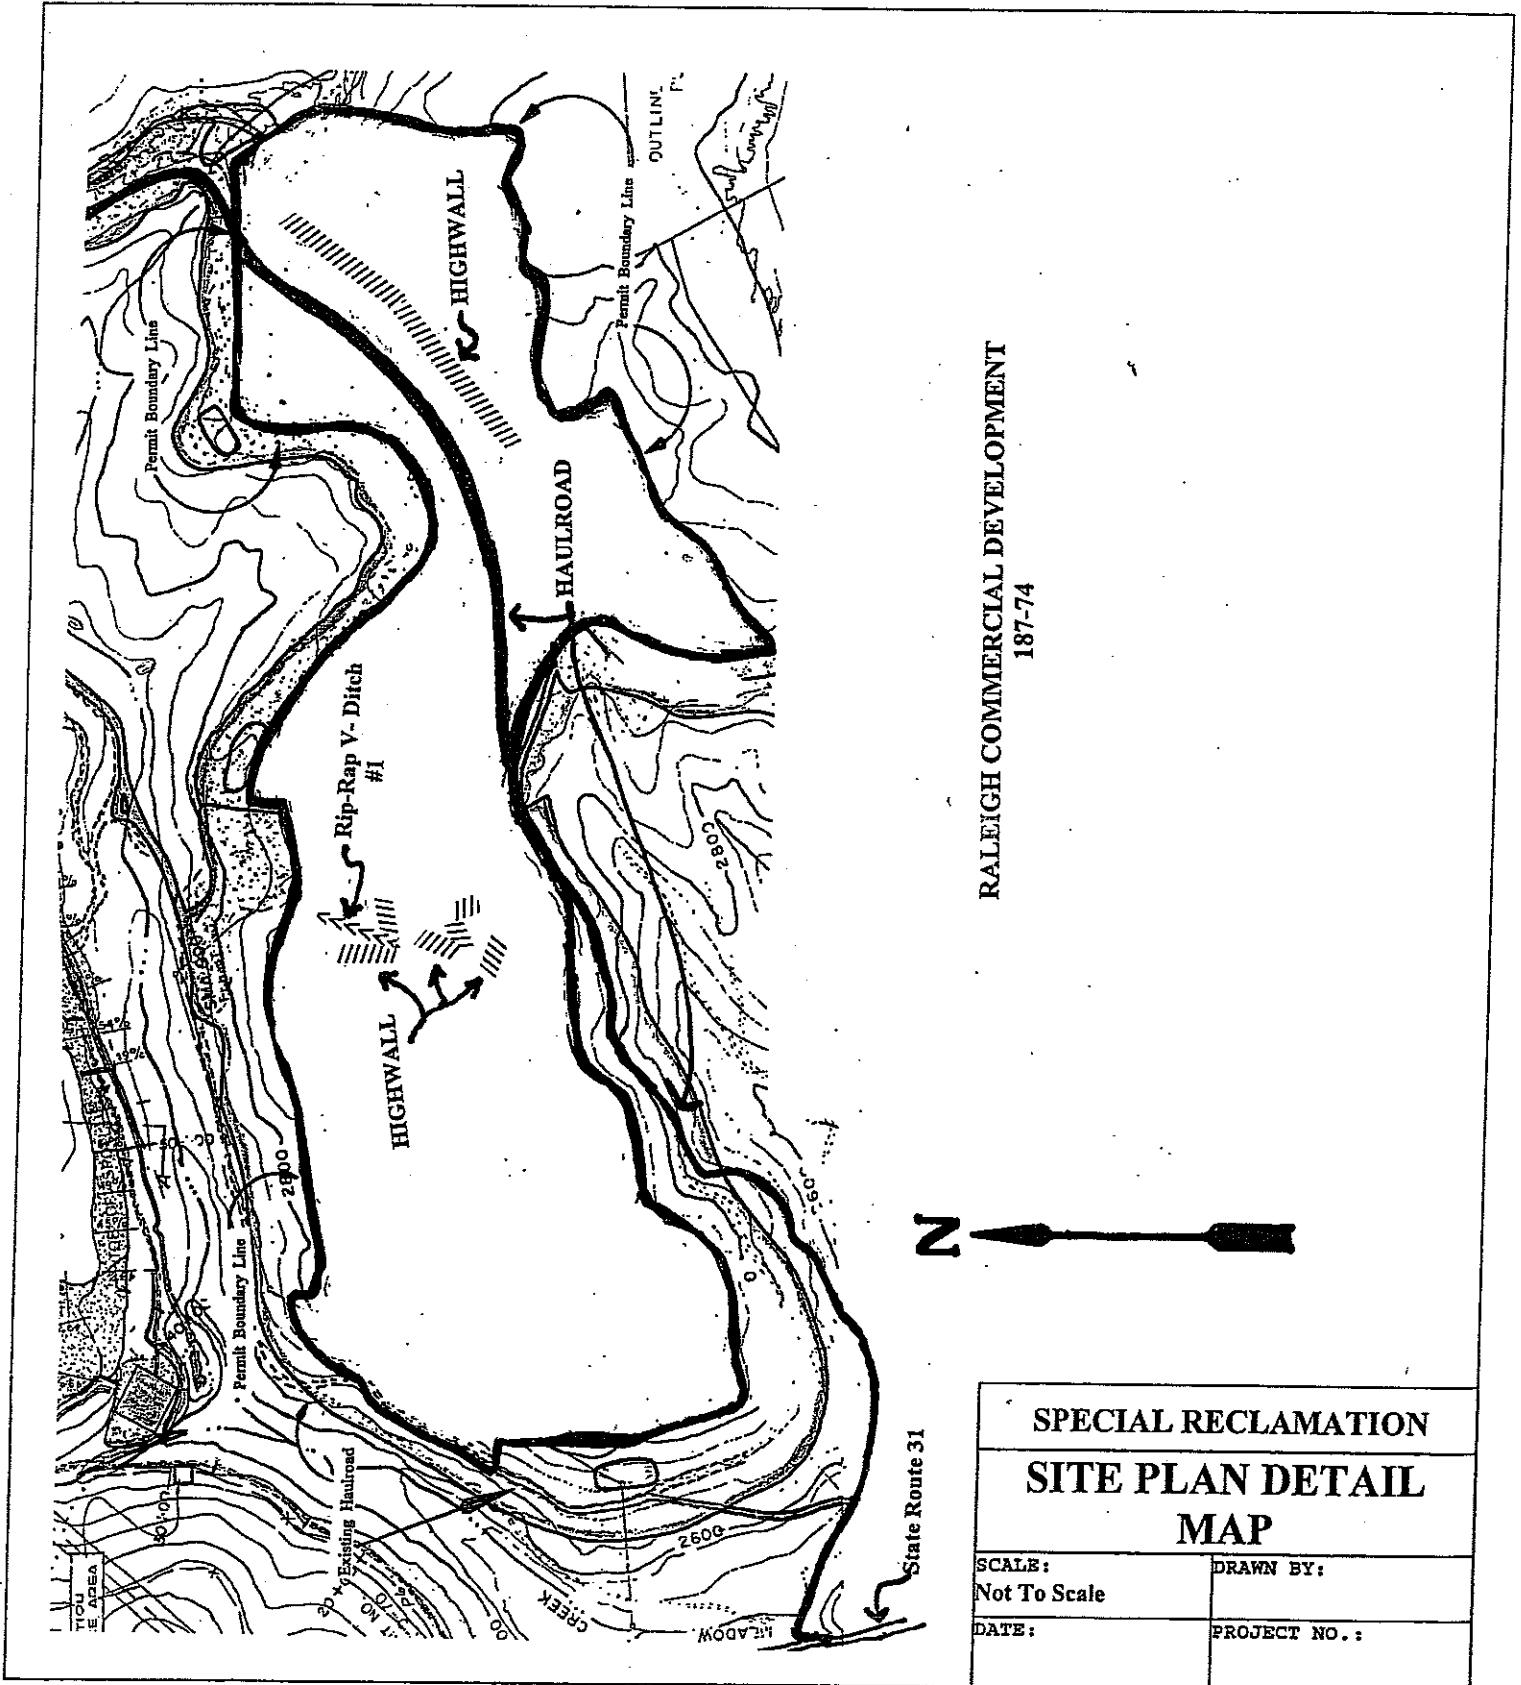 OUTLINE
Permit Boundary Line
HIGHWALL
Permit Boundary Line
HAULROAD
Rip-Rap V- Ditch
#1
2800
HIGHWALL
2800
Permit Boundary Line
Existing Haulroad
2600
CREEK
MEADOW
State Route 31
RALEIGH COMMERCIAL DEVELOPMENT
187-74
N
SPECIAL RECLAMATION
SITE PLAN DETAIL
MAP
SCALE:
Not To Scale
DRAWN BY:
DATE:
PROJECT NO.: